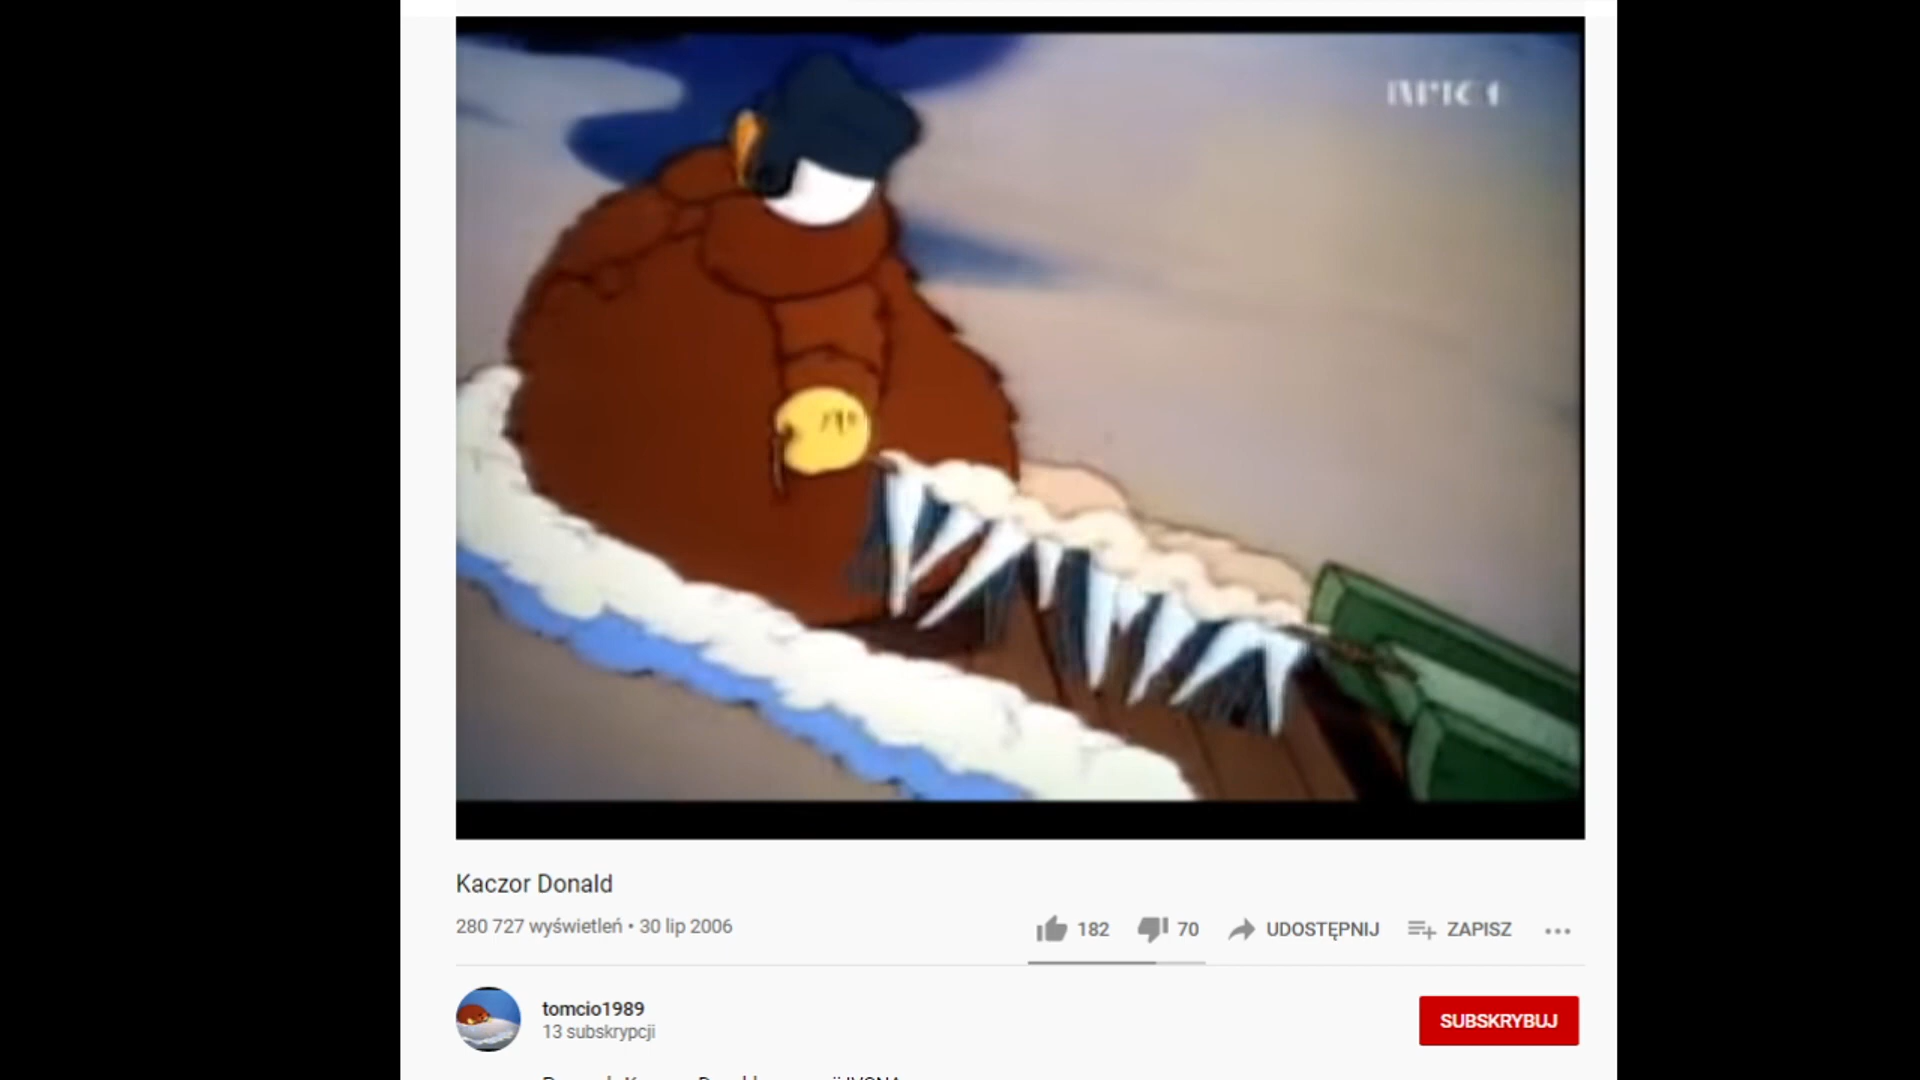 Kaczor Donald
280 727 wyświetleń • 30 lip 2006
182 70 UDOSTĘPNIJ ZAPISZ
tomcio1989
13 subskrypcji
SUBSKRYBUJ